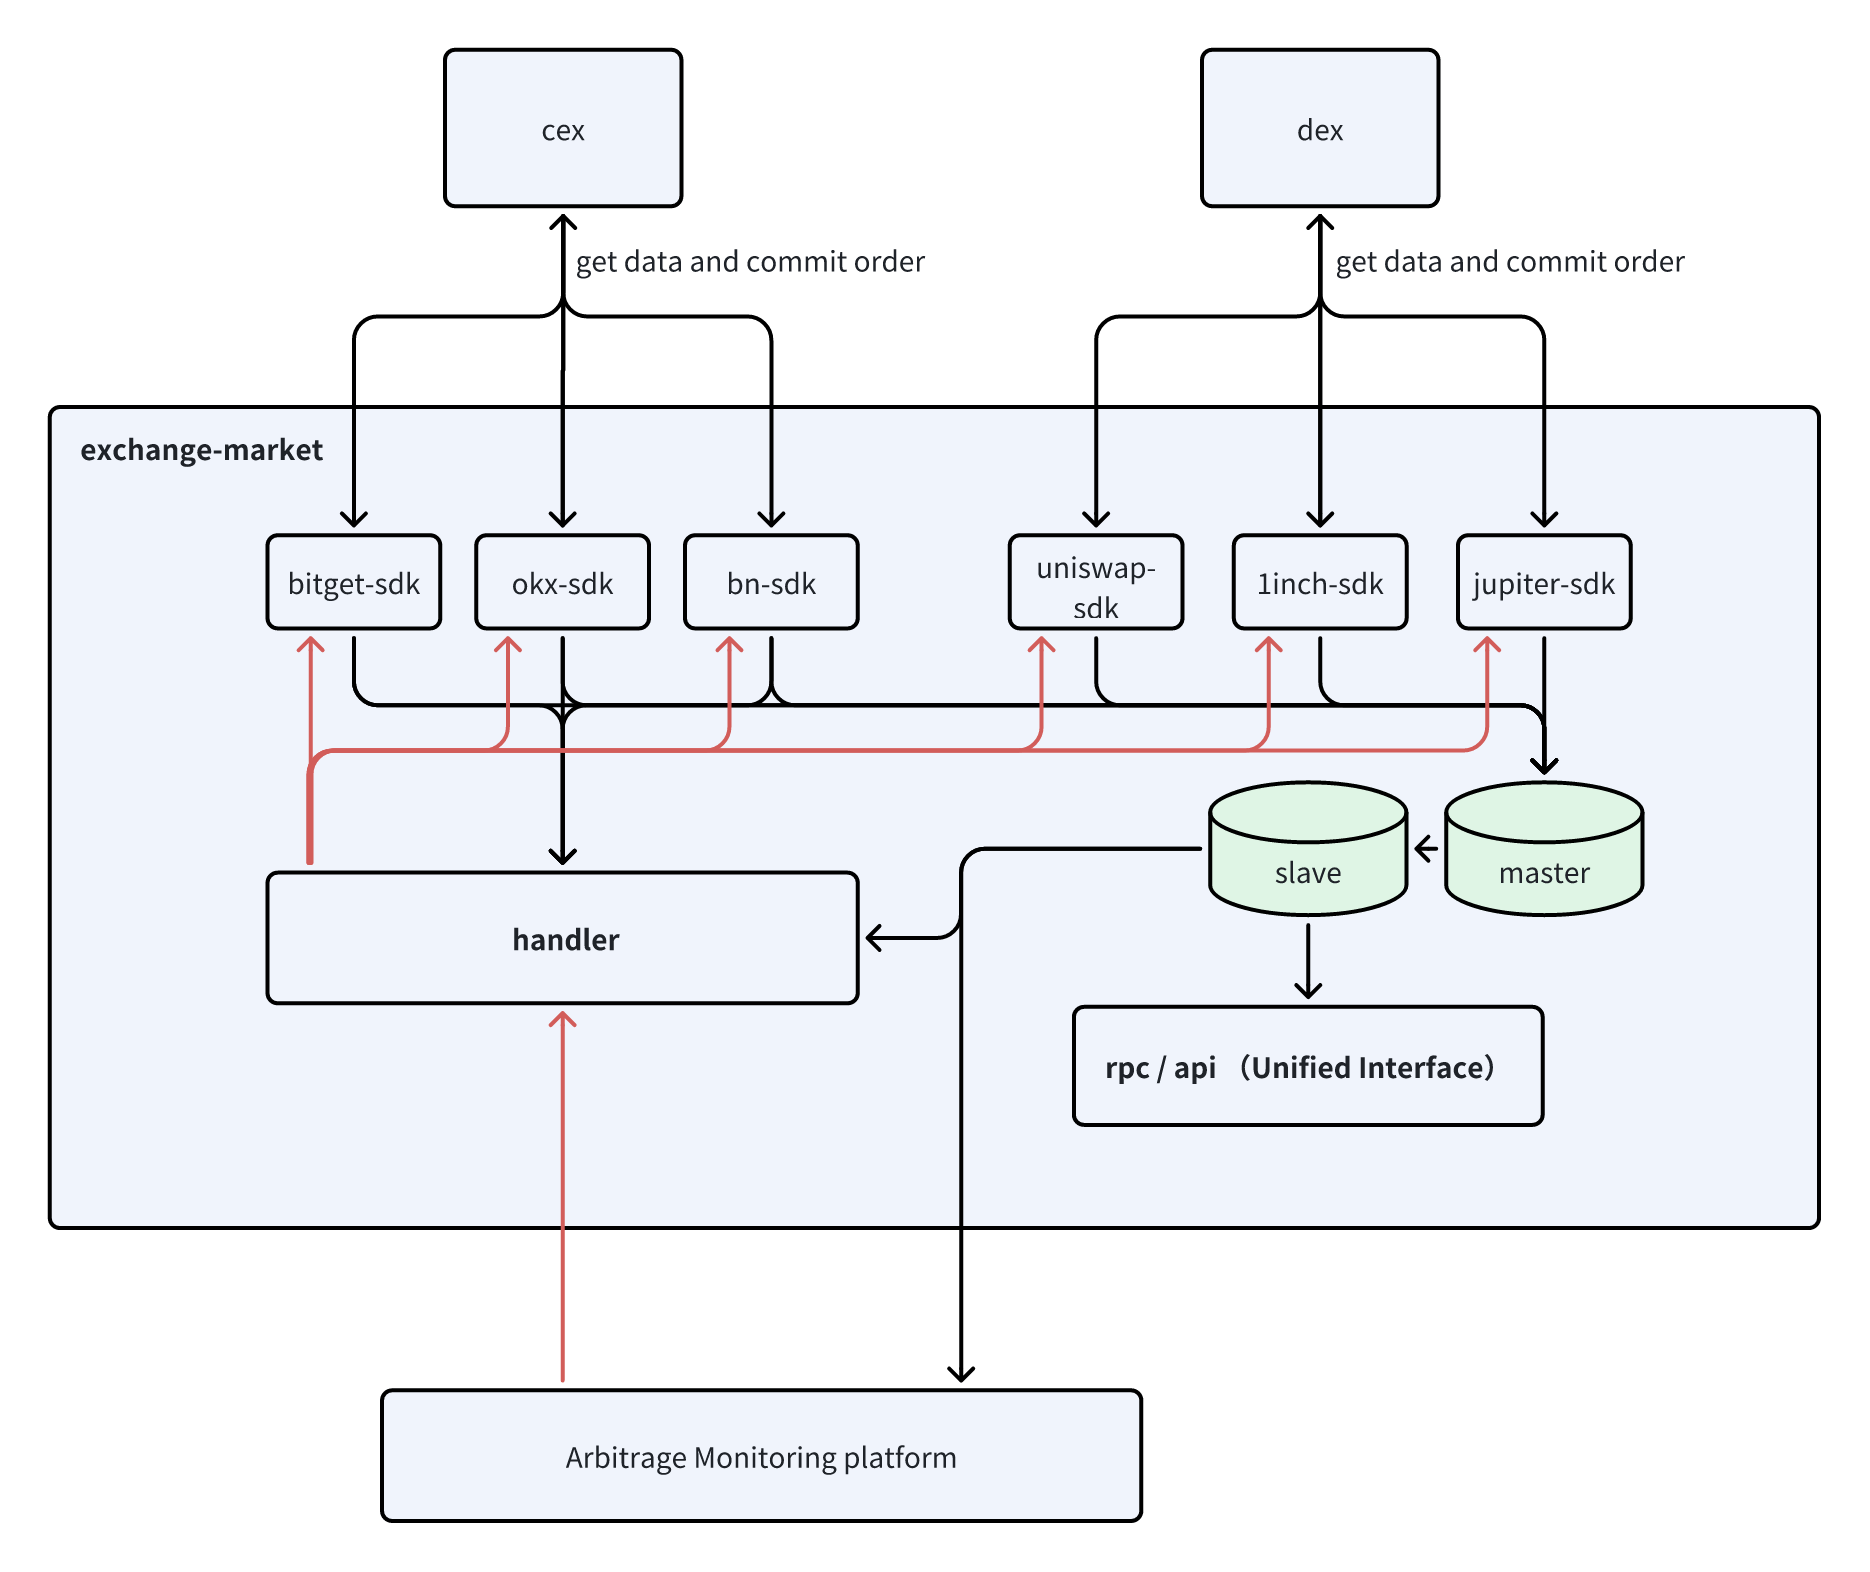 cex
dex
get data and commit order
get data and commit order
exchange-market
bitget-sdk
okx-sdk
bn-sdk
uniswap-
sdk
1inch-sdk
jupiter-sdk
slave
master
handler
rpc / api （Unified Interface）
Arbitrage Monitoring platform